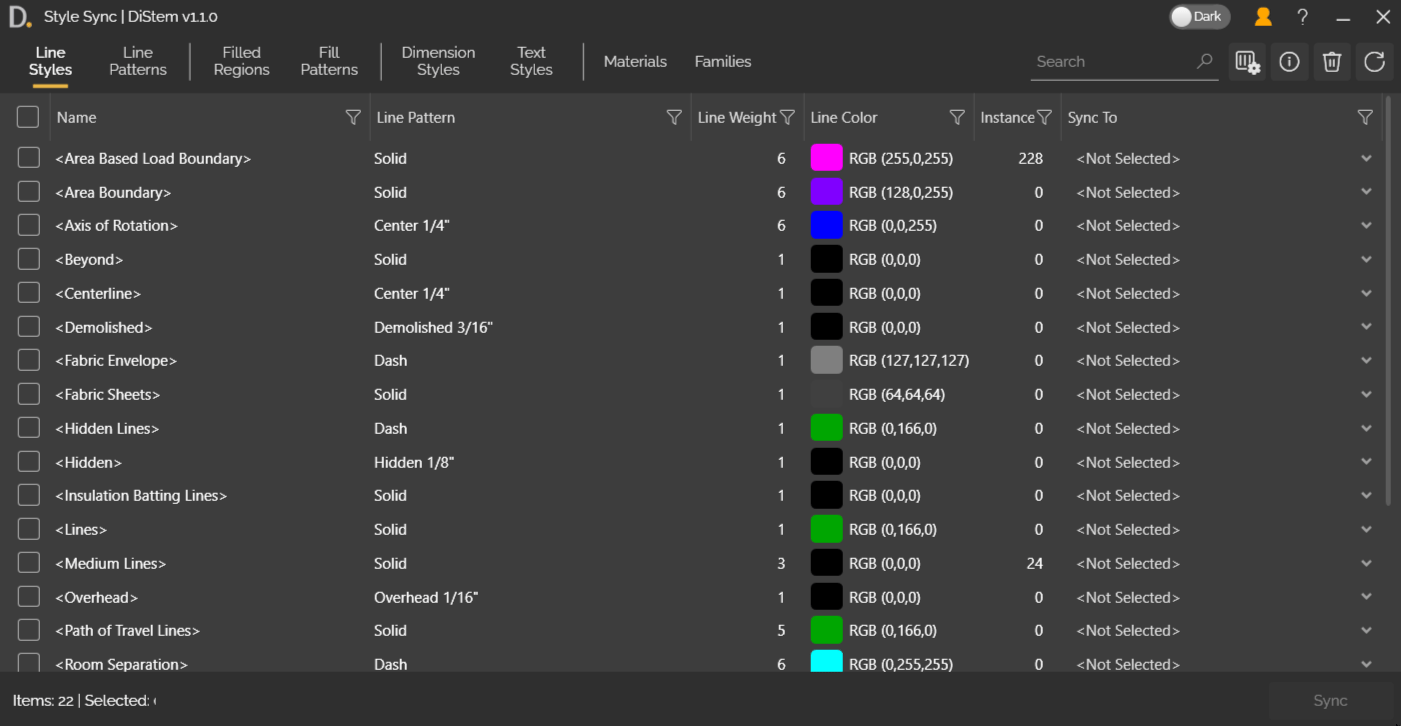 D. Style Sync | DiStem v1.1.0 Dark ?
Line Styles
Line Patterns
Filled Regions
Fill Patterns
Dimension Styles
Text Styles
Materials
Families
Search
Name Line Pattern Line Weight Line Color Instance Sync To
<Area Based Load Boundary> Solid 6 RGB (255,0,255) 228 <Not Selected>
<Area Boundary> Solid 6 RGB (128,0,255) 0 <Not Selected>
<Axis of Rotation> Center 1/4" 6 RGB (0,0,255) 0 <Not Selected>
<Beyond> Solid 1 RGB (0,0,0) 0 <Not Selected>
<Centerline> Center 1/4" 1 RGB (0,0,0) 0 <Not Selected>
<Demolished> Demolished 3/16" 1 RGB (0,0,0) 0 <Not Selected>
<Fabric Envelope> Dash 1 RGB (127,127,127) 0 <Not Selected>
<Fabric Sheets> Solid 1 RGB (64,64,64) 0 <Not Selected>
<Hidden Lines> Dash 1 RGB (0,166,0) 0 <Not Selected>
<Hidden> Hidden 1/8" 1 RGB (0,0,0) 0 <Not Selected>
<Insulation Batting Lines> Solid 1 RGB (0,0,0) 0 <Not Selected>
<Lines> Solid 1 RGB (0,166,0) 0 <Not Selected>
<Medium Lines> Solid 3 RGB (0,0,0) 24 <Not Selected>
<Overhead> Overhead 1/16" 1 RGB (0,0,0) 0 <Not Selected>
<Path of Travel Lines> Solid 5 RGB (0,166,0) 0 <Not Selected>
<Room Separation> Dash 6 RGB (0,255,255) 0 <Not Selected>
Items: 22 | Selected:
Sync